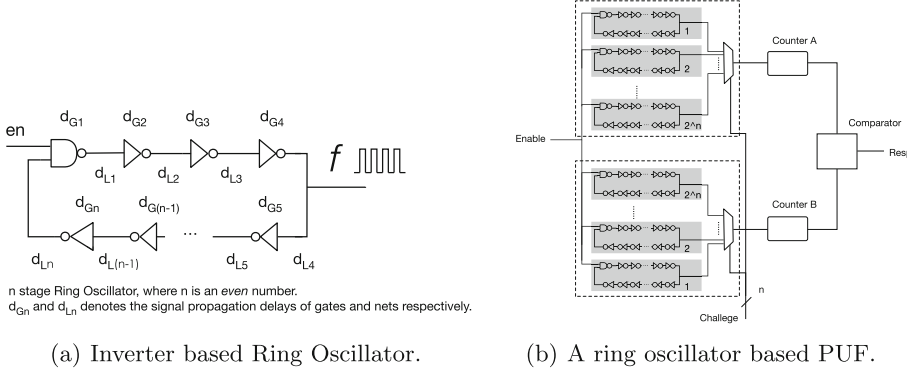 en
dG1
dG2
dG3
dG4
dL1
dL2
dL3
f
dGn
dG(n-1)
...
dG5
dLn
dL(n-1)
dL5
dL4
n stage Ring Oscillator, where n is an even number.
dGn and dLn denotes the signal propagation delays of gates and nets respectively.
(a) Inverter based Ring Oscillator.
1
2
2^n
Counter A
Enable
Comparator
Resp
2^n
2
1
Counter B
n
Challege
(b) A ring oscillator based PUF.